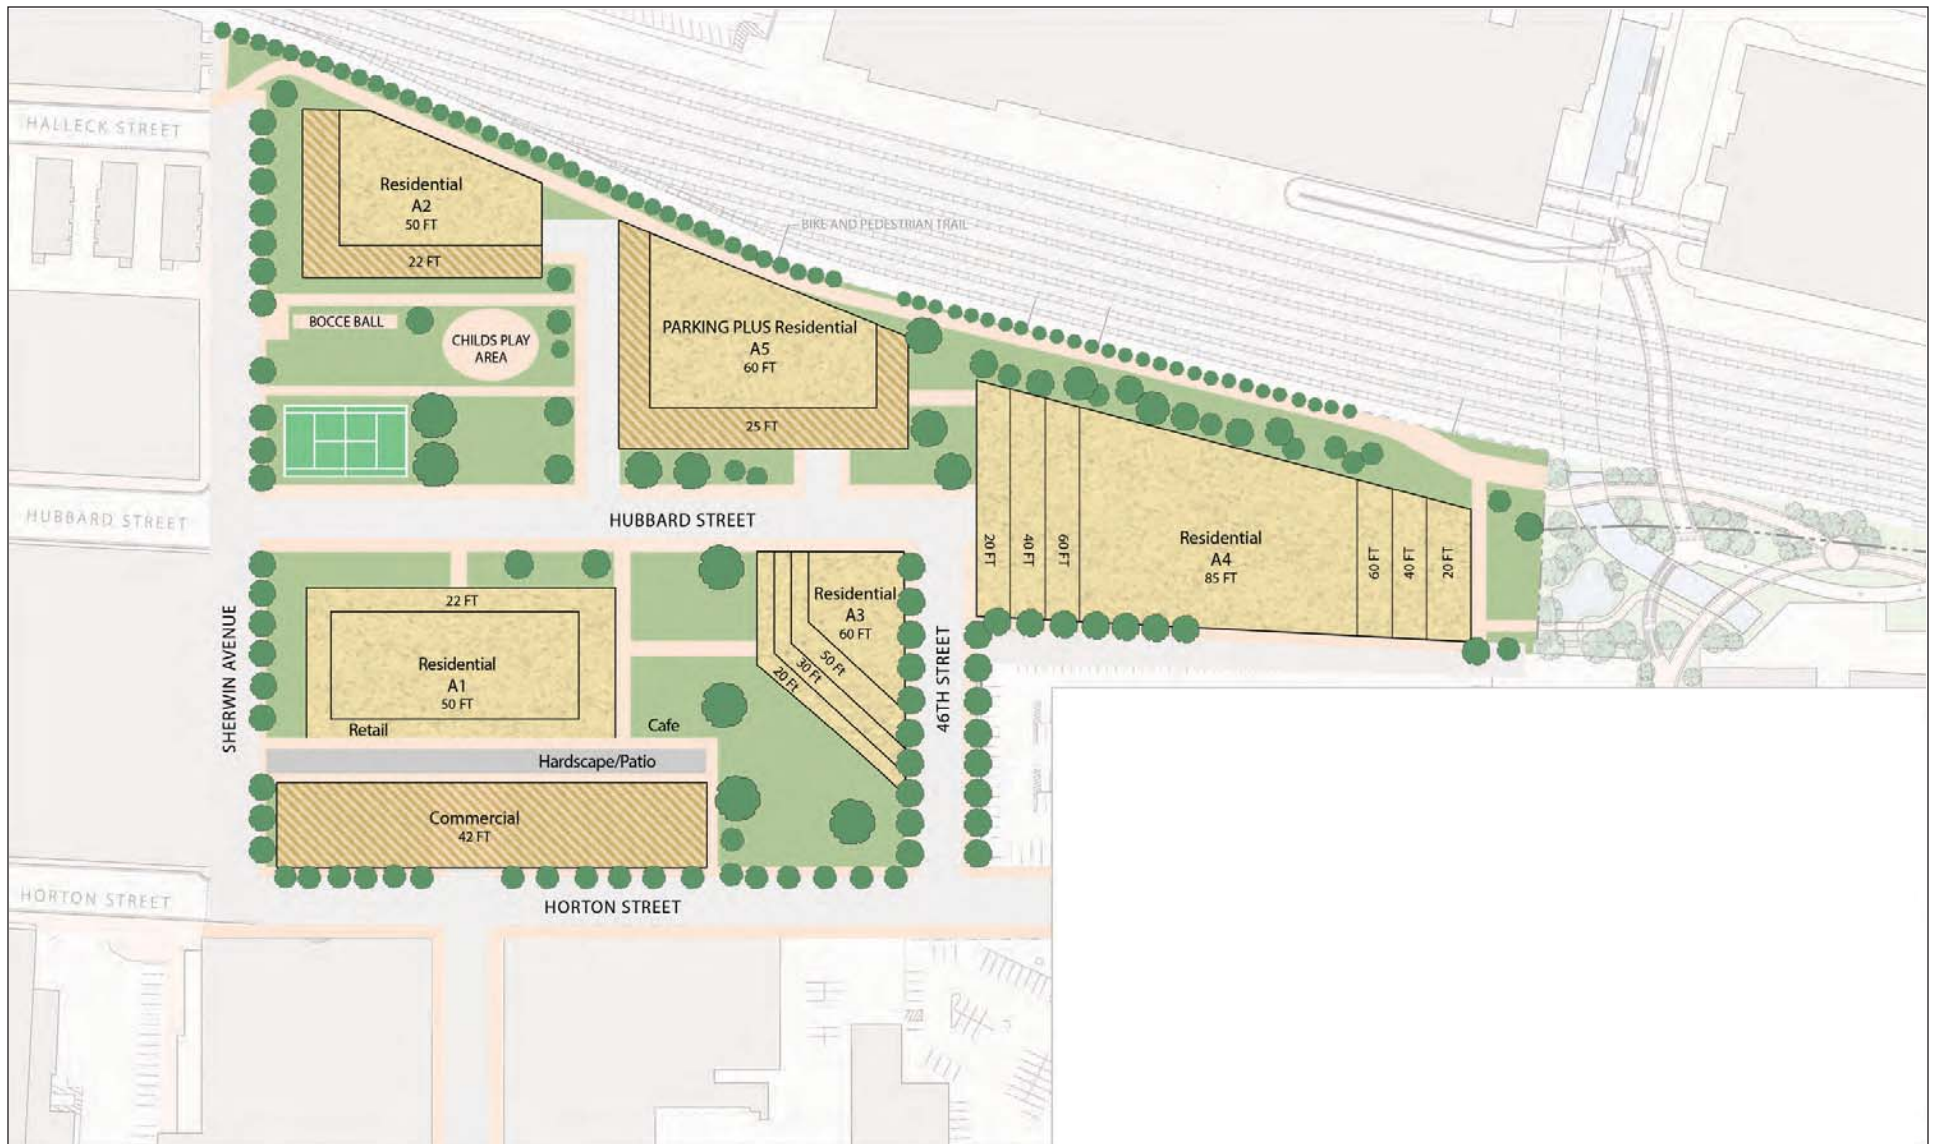 HALLECK STREET
Residential
A2
50 FT
22 FT
BIKE AND PEDESTRIAN TRAIL
BOCCE BALL
CHILDS PLAY
AREA
PARKING PLUS Residential
A5
60 FT
25 FT
HUBBARD STREET
HUBBARD STREET
20 FT
40 FT
60 FT
Residential
A4
85 FT
60 FT
40 FT
20 FT
SHERWIN AVENUE
22 FT
Residential
A1
50 FT
Retail
Cafe
Residential
A3
60 FT
50 Ft
30 Ft
20 Ft
46TH STREET
Hardscape/Patio
Commercial
42 FT
HORTON STREET
HORTON STREET